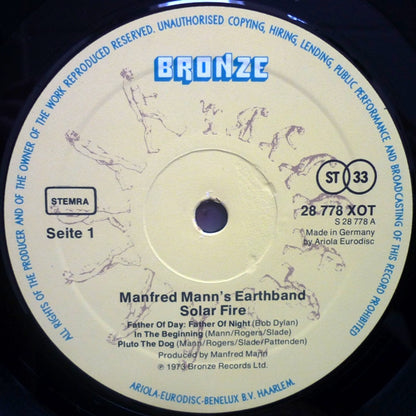 ALL RIGHTS OF THE PRODUCER AND OF THE OWNER OF THE WORK REPRODUCED RESERVED. UNAUTHORISED COPYING, HIRING, LENDING, PUBLIC PERFORMANCE AND BROADCASTING OF THIS RECORD PROHIBITED
BRONZE
STEMRA
ST 33
Seite 1
28 778 XOT
S 28 778 A
Made in Germany
by Ariola Eurodisc
Manfred Mann's Earthband
Solar Fire
Father Of Day: Father Of Night (Bob Dylan)
In The Beginning (Mann/Rogers/Slade)
Pluto The Dog (Mann/Rogers/Slader/Pattenden)
Produced by Manfred Mann
℗ 1973 Bronze Records Ltd.
ARIOLA-EURODISC-BENELUX B.V. HAARLEM.